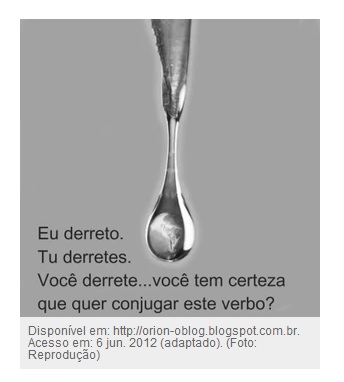 Eu derreto.
Tu derretes.
Você derrete...você tem certeza
que quer conjugar este verbo?
Disponível em: http://orion-oblog.blogspot.com.br.
Acesso em: 6 jun. 2012 (adaptado). (Foto:
Reprodução)